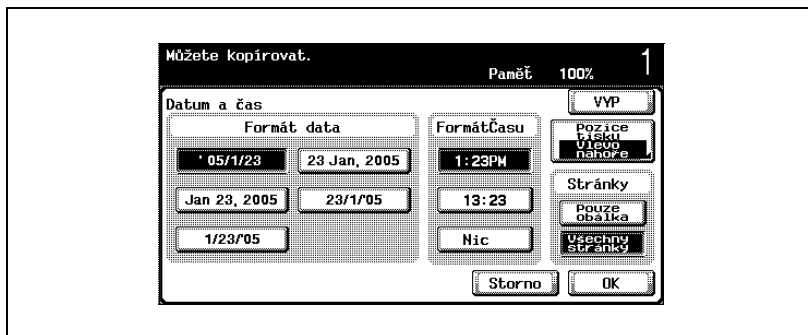 Můžete kopírovat.
Paměť 100% 1
Datum a čas
VYP
Formát data
FormátČasu
Pozice
tisku
Vlevo
nahoře
' 05/1/23
23 Jan, 2005
1:23PM
Stránky
Jan 23, 2005
23/1/'05
13:23
Pouze
obálka
1/23/'05
Nic
Všechny
stránky
Storno
OK